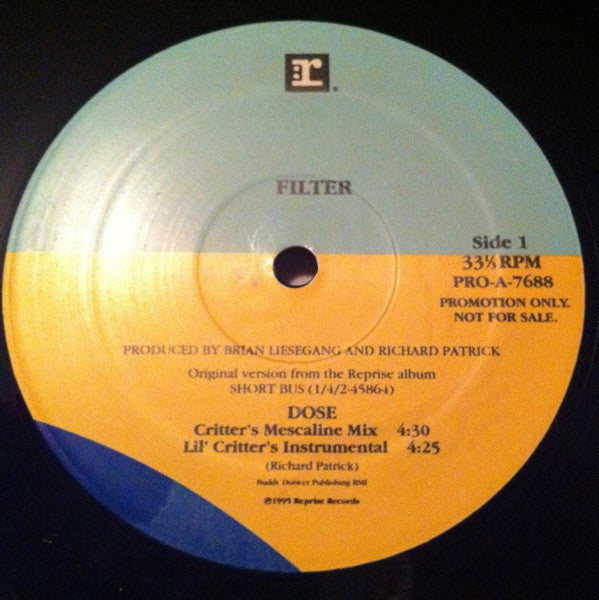 r
FILTER
Side 1
33⅓ RPM
PRO-A-7688
PROMOTION ONLY.
NOT FOR SALE.
PRODUCED BY BRIAN LIESEGANG AND RICHARD PATRICK
Original version from the Reprise album
SHORT BUS (1/4/2-45864)
DOSE
Critter's Mescaline Mix 4:30
Lil' Critter's Instrumental 4:25
(Richard Patrick)
Publishing BMI
℗1995 Reprise Records